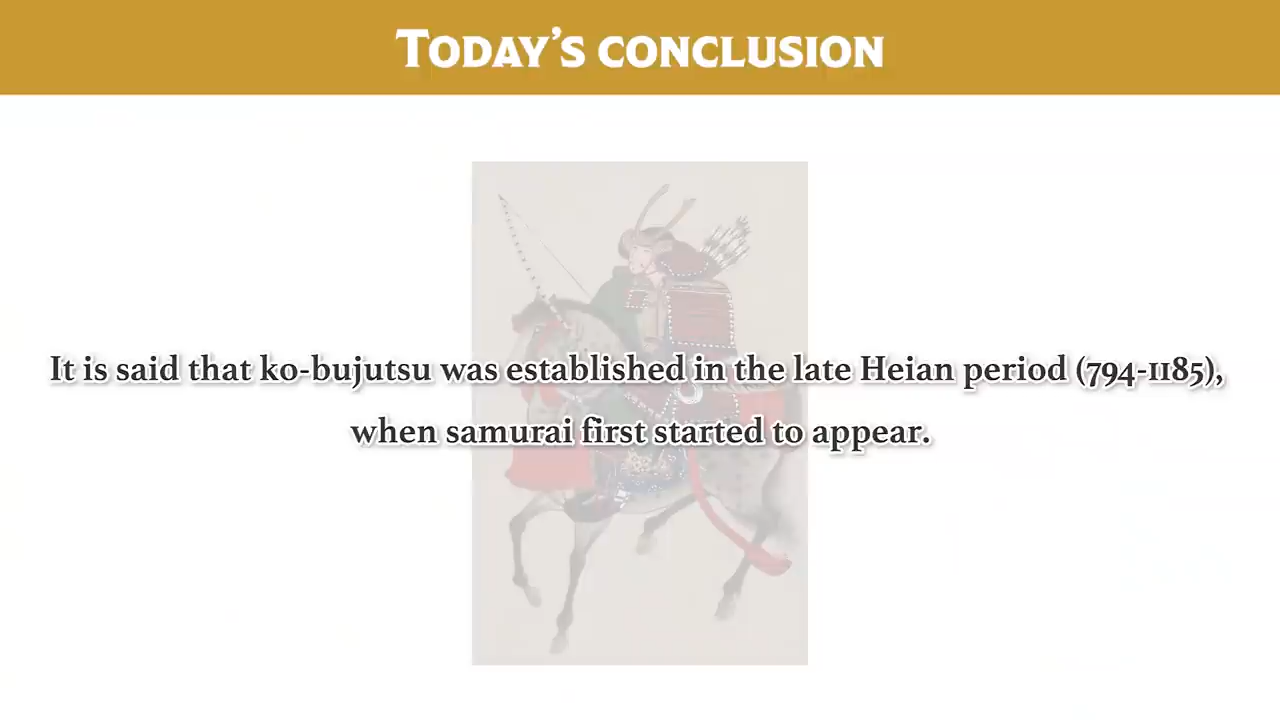 Today's conclusion
It is said that ko-bujutsu was established in the late Heian period (794-1185),
when samurai first started to appear.